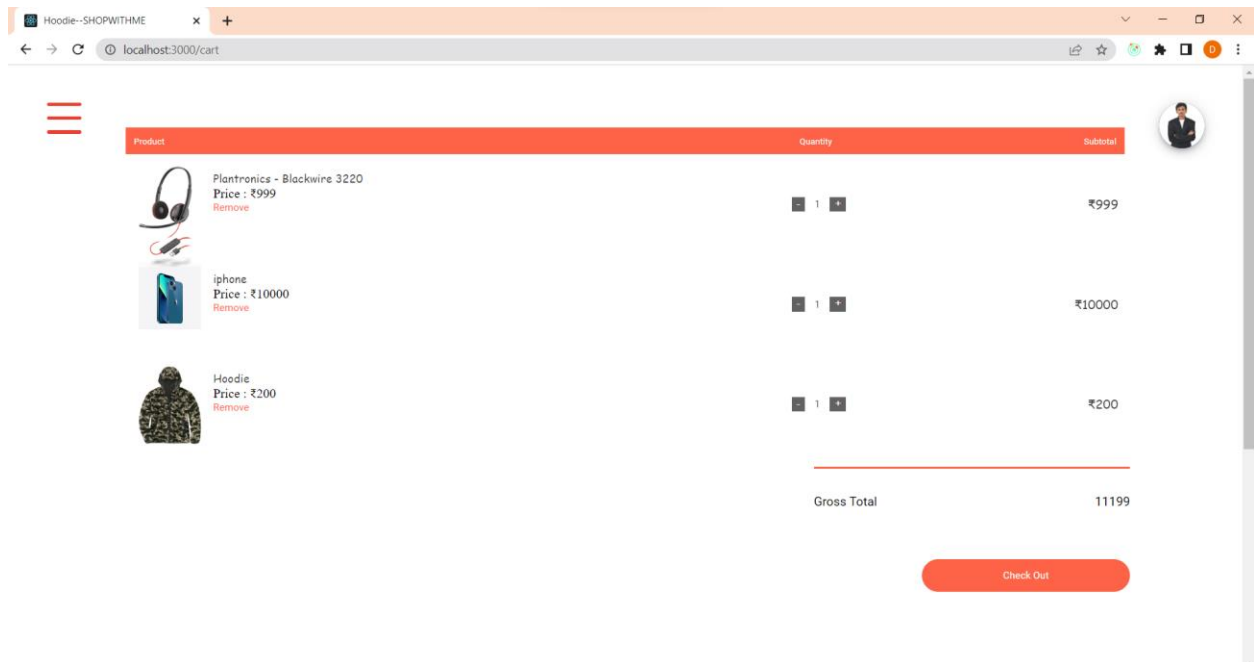 Hoodie--SHOPWITHME
localhost:3000/cart
D
Product Quantity Subtotal
Plantronics - Blackwire 3220
Price : ₹999
Remove
- 1 + ₹999
iphone
Price : ₹10000
Remove
- 1 + ₹10000
Hoodie
Price : ₹200
Remove
- 1 + ₹200
Gross Total 11199
Check Out